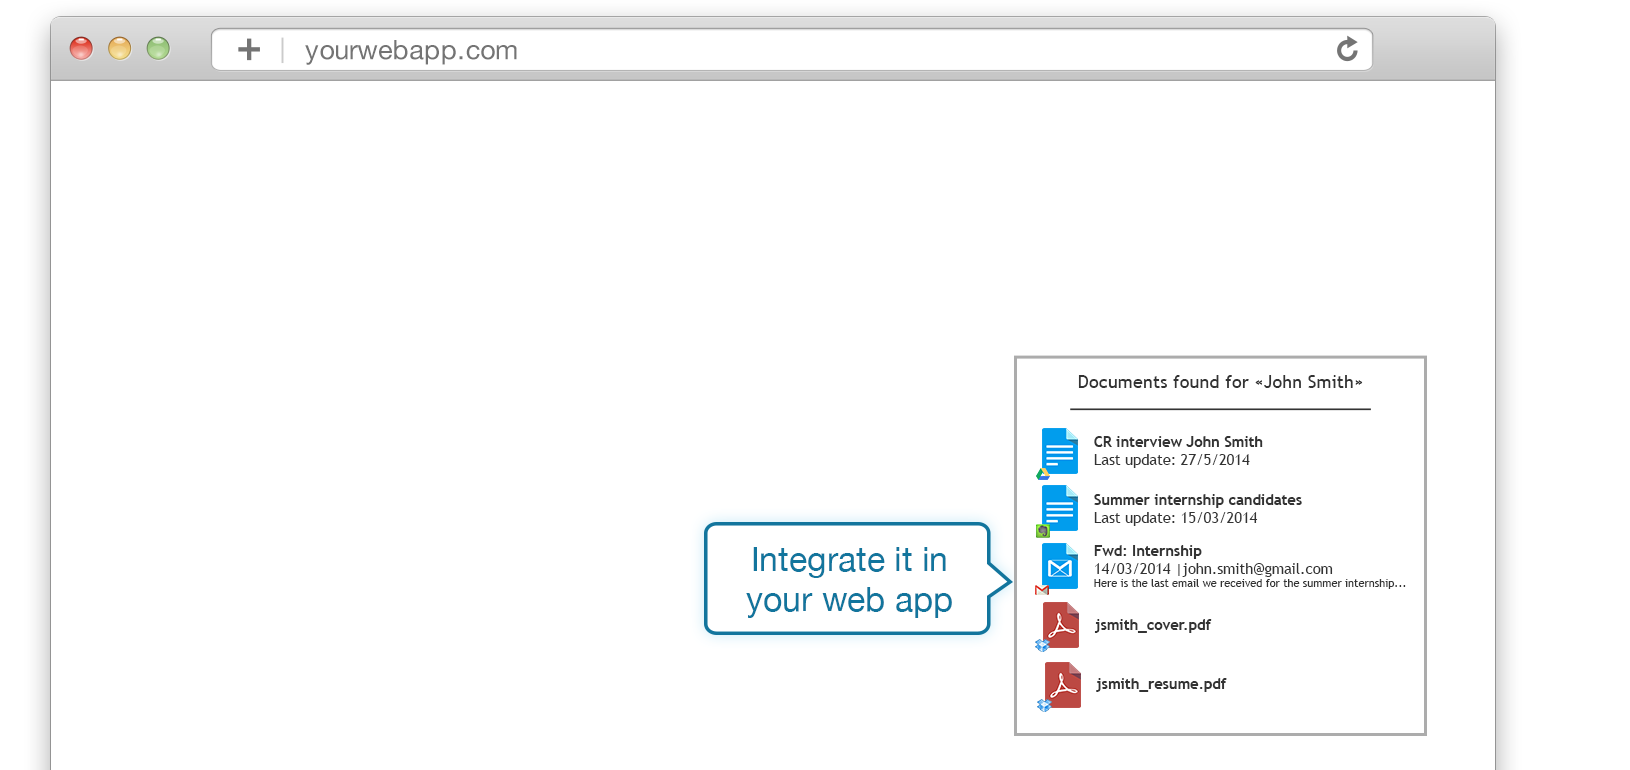 yourwebapp.com
Documents found for «John Smith»
CR interview John Smith
Last update: 27/5/2014
Summer internship candidates
Last update: 15/03/2014
Fwd: Internship
14/03/2014 |john.smith@gmail.com
Here is the last email we received for the summer internship...
jsmith_cover.pdf
jsmith_resume.pdf
Integrate it in
your web app